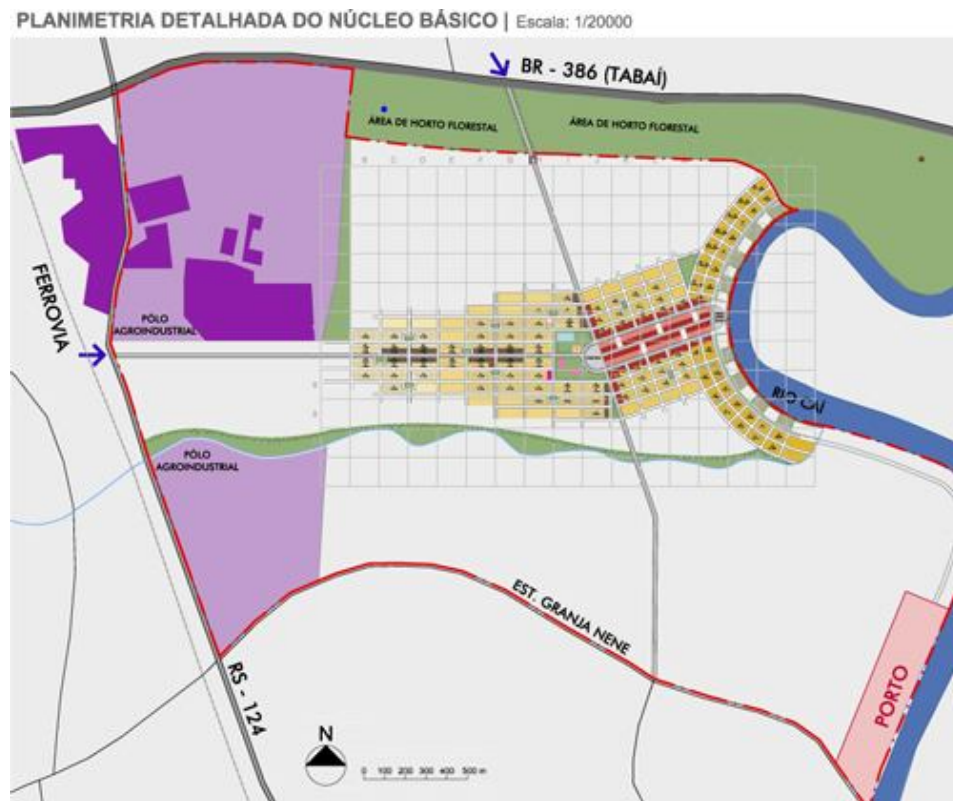 PLANIMETRIA DETALHADA DO NÚCLEO BÁSICO | Escala: 1/20000
BR - 386 (TABAÍ)
ÁREA DE HORTO FLORESTAL
ÁREA DE HORTO FLORESTAL
FERROVIA
PÓLO
AGROINDUSTRIAL
RIO CAÍ
PÓLO
AGROINDUSTRIAL
EST. GRANJA NENE
RS - 124
PORTO
N
0 100 200 300 400 500 m